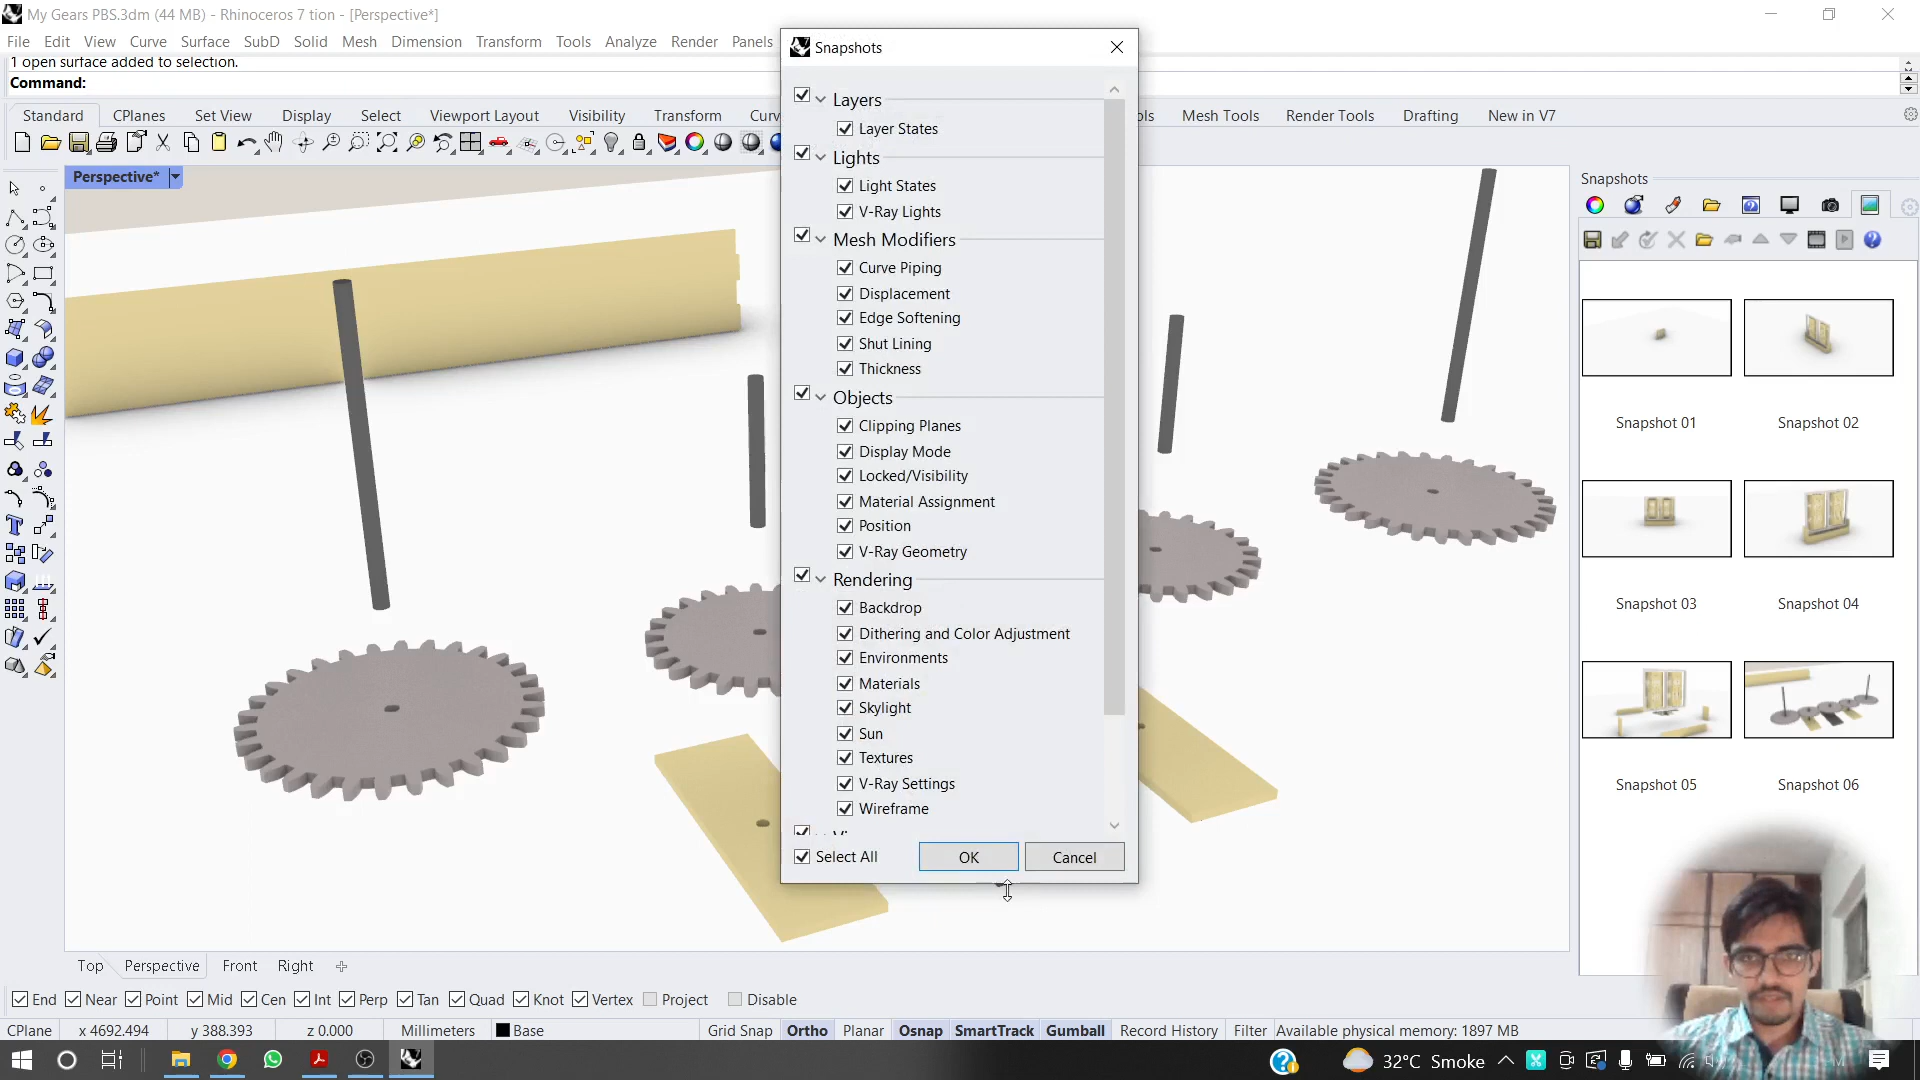 My Gears PBS.3dm (44 MB) - Rhinoceros 7 tion - [Perspective*]
File Edit View Curve Surface SubD Solid Mesh Dimension Transform Tools Analyze Render Panels
1 open surface added to selection.
Command:
Standard CPlanes Set View Display Select Viewport Layout Visibility Transform Mesh Tools Render Tools Drafting New in V7
Perspective*
Snapshots
Layers
Layer States
Lights
Light States
V-Ray Lights
Mesh Modifiers
Curve Piping
Displacement
Edge Softening
Shut Lining
Thickness
Objects
Clipping Planes
Display Mode
Locked/Visibility
Material Assignment
Position
V-Ray Geometry
Rendering
Backdrop
Dithering and Color Adjustment
Environments
Materials
Skylight
Sun
Textures
V-Ray Settings
Wireframe
Select All OK Cancel
Snapshots
Snapshot 01 Snapshot 02
Snapshot 03 Snapshot 04
Snapshot 05 Snapshot 06
Top Perspective Front Right
End Near Point Mid Cen Int Perp Tan Quad Knot Vertex Project Disable
CPlane x 4692.494 y 388.393 z 0.000 Millimeters Base Grid Snap Ortho Planar Osnap SmartTrack Gumball Record History Filter Available physical memory: 1897 MB
32°C Smoke